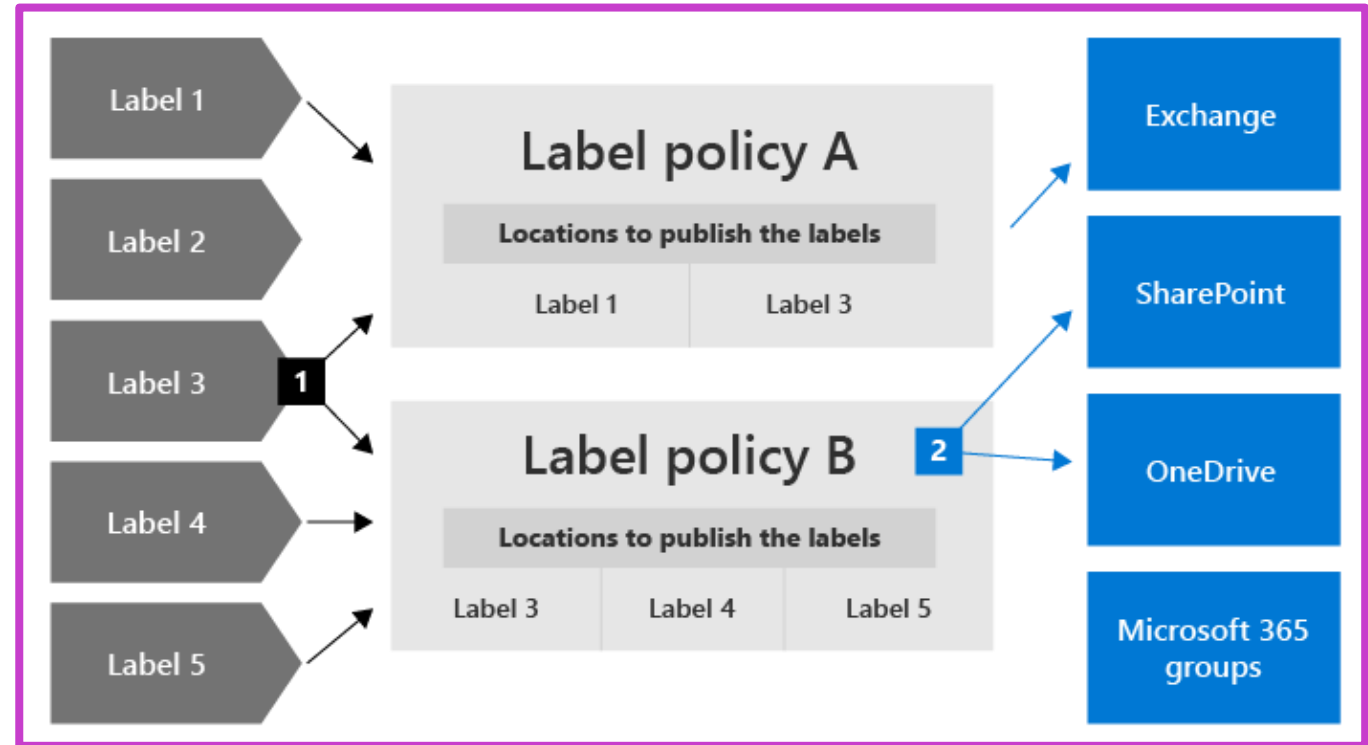 Label 1
Label 2
Label 3
1
Label 4
Label 5
Label policy A
Locations to publish the labels
Label 1
Label 3
Label policy B
2
Locations to publish the labels
Label 3
Label 4
Label 5
Exchange
SharePoint
OneDrive
Microsoft 365
groups